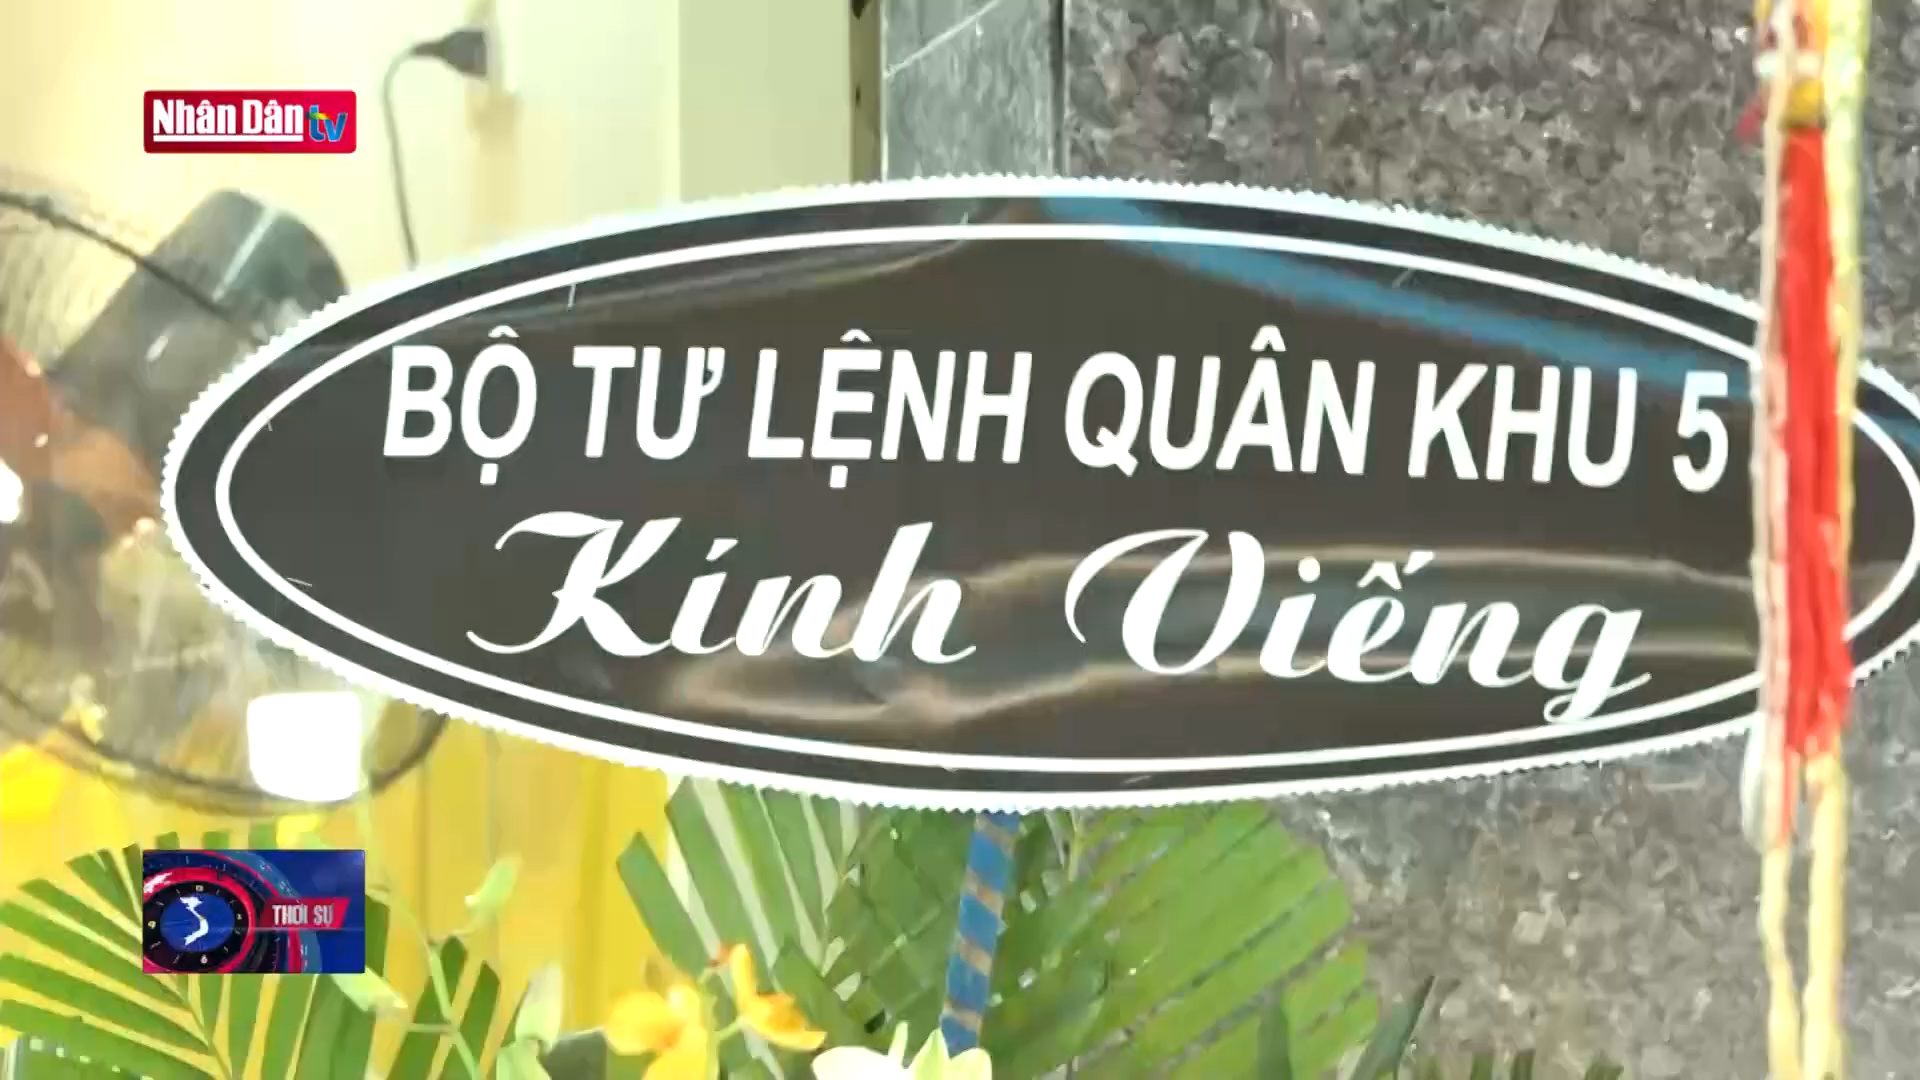 Nhân Dân tv
BỘ TƯ LỆNH QUÂN KHU 5
Kính Viếng
THỜI SỰ